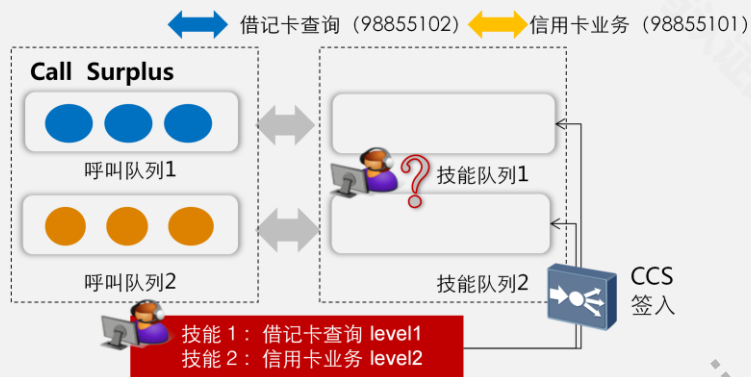 借记卡查询（98855102） 信用卡业务（98855101）
Call Surplus
呼叫队列1
技能队列1
呼叫队列2
技能队列2
CCS
签入
技能 1： 借记卡查询 level1
技能 2： 信用卡业务 level2